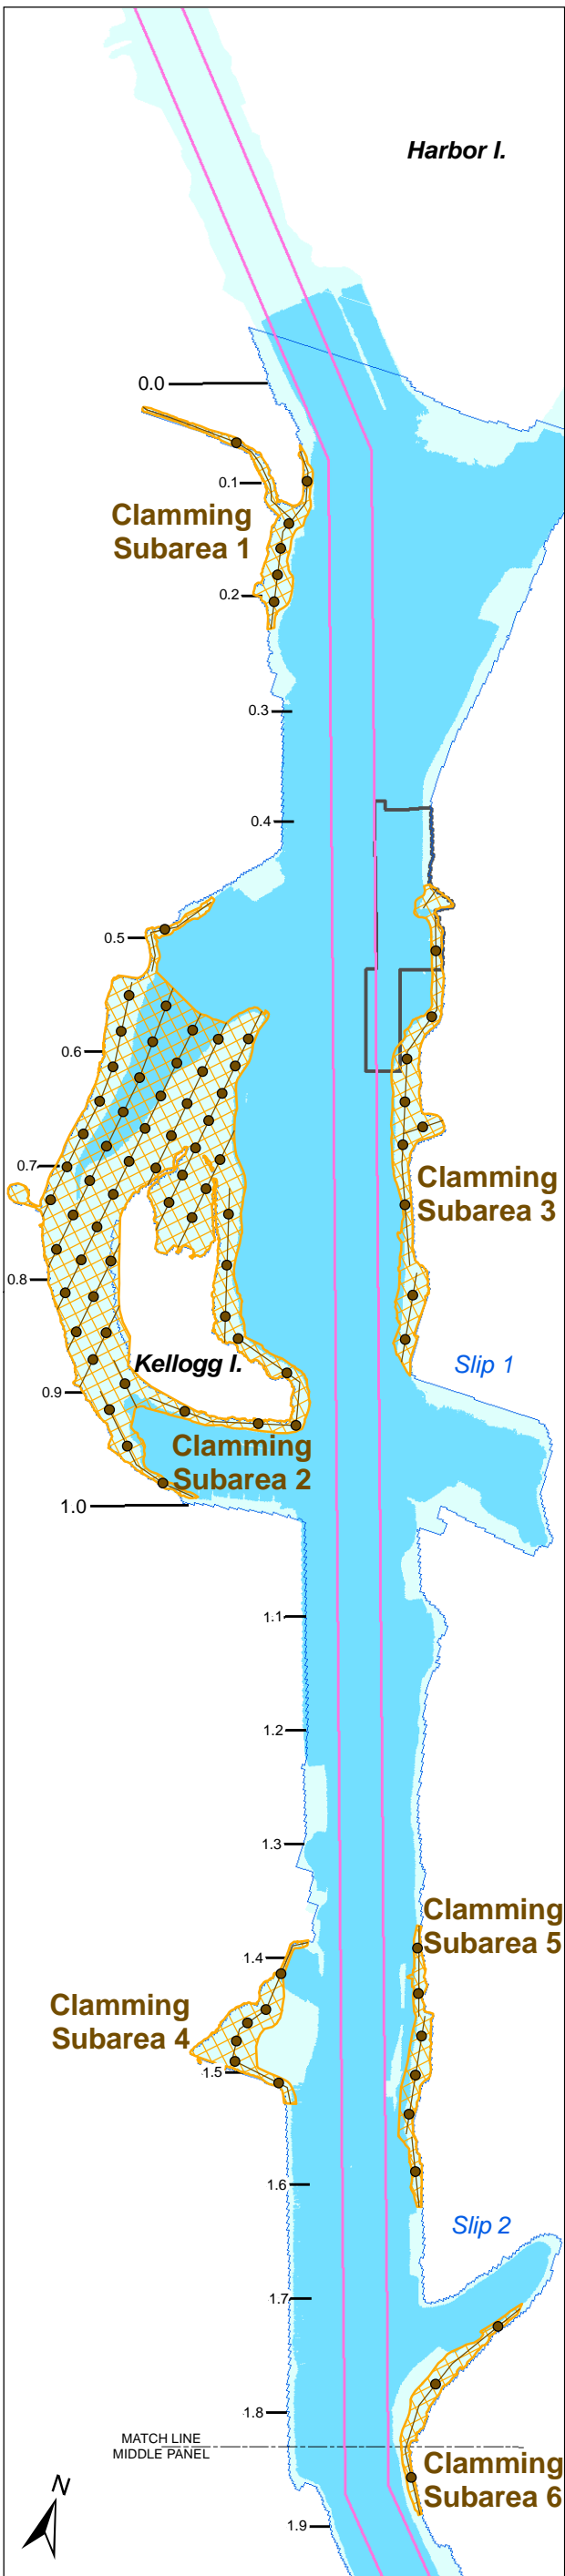 Harbor I.
0.0
0.1
Clamming
Subarea 1
0.2
0.3
0.4
0.5
0.6
0.7
Clamming
Subarea 3
0.8
Kellogg I.
Slip 1
0.9
Clamming
Subarea 2
1.0
1.1
1.2
1.3
Clamming
Subarea 5
1.4
Clamming
Subarea 4
1.5
1.6
Slip 2
1.7
1.8
MATCH LINE
MIDDLE PANEL
Clamming
Subarea 6
N
1.9